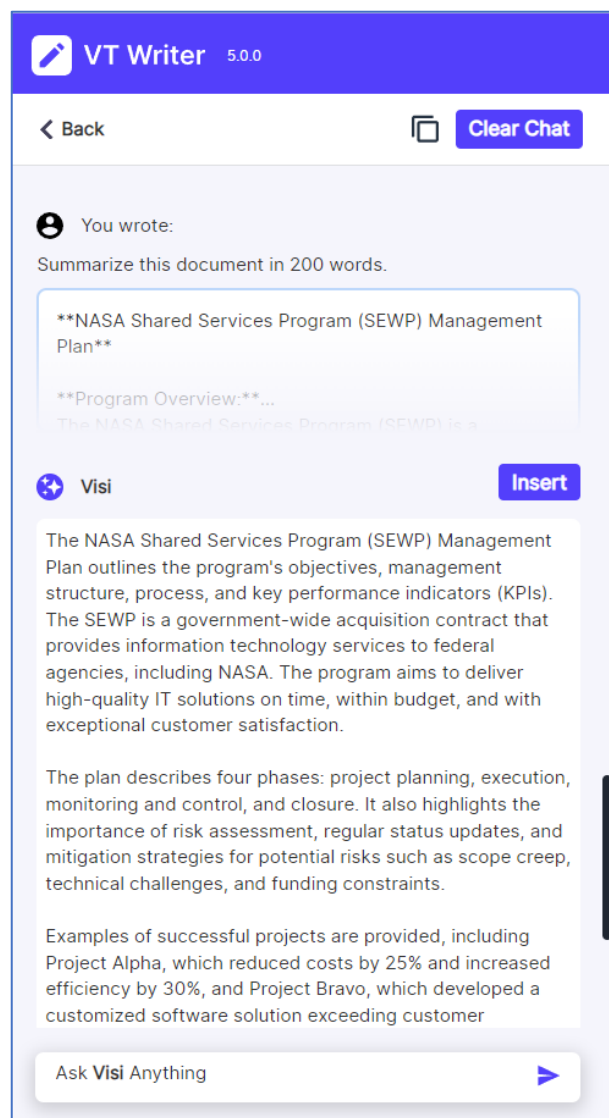 VT Writer 5.0.0
Back
Clear Chat
You wrote:
Summarize this document in 200 words.
**NASA Shared Services Program (SEWP) Management
Plan**
**Program Overview:**...
The NASA Shared Services Program (SEWP) is a
Visi
Insert
The NASA Shared Services Program (SEWP) Management
Plan outlines the program's objectives, management
structure, process, and key performance indicators (KPIs).
The SEWP is a government-wide acquisition contract that
provides information technology services to federal
agencies, including NASA. The program aims to deliver
high-quality IT solutions on time, within budget, and with
exceptional customer satisfaction.
The plan describes four phases: project planning, execution,
monitoring and control, and closure. It also highlights the
importance of risk assessment, regular status updates, and
mitigation strategies for potential risks such as scope creep,
technical challenges, and funding constraints.
Examples of successful projects are provided, including
Project Alpha, which reduced costs by 25% and increased
efficiency by 30%, and Project Bravo, which developed a
customized software solution exceeding customer
Ask Visi Anything